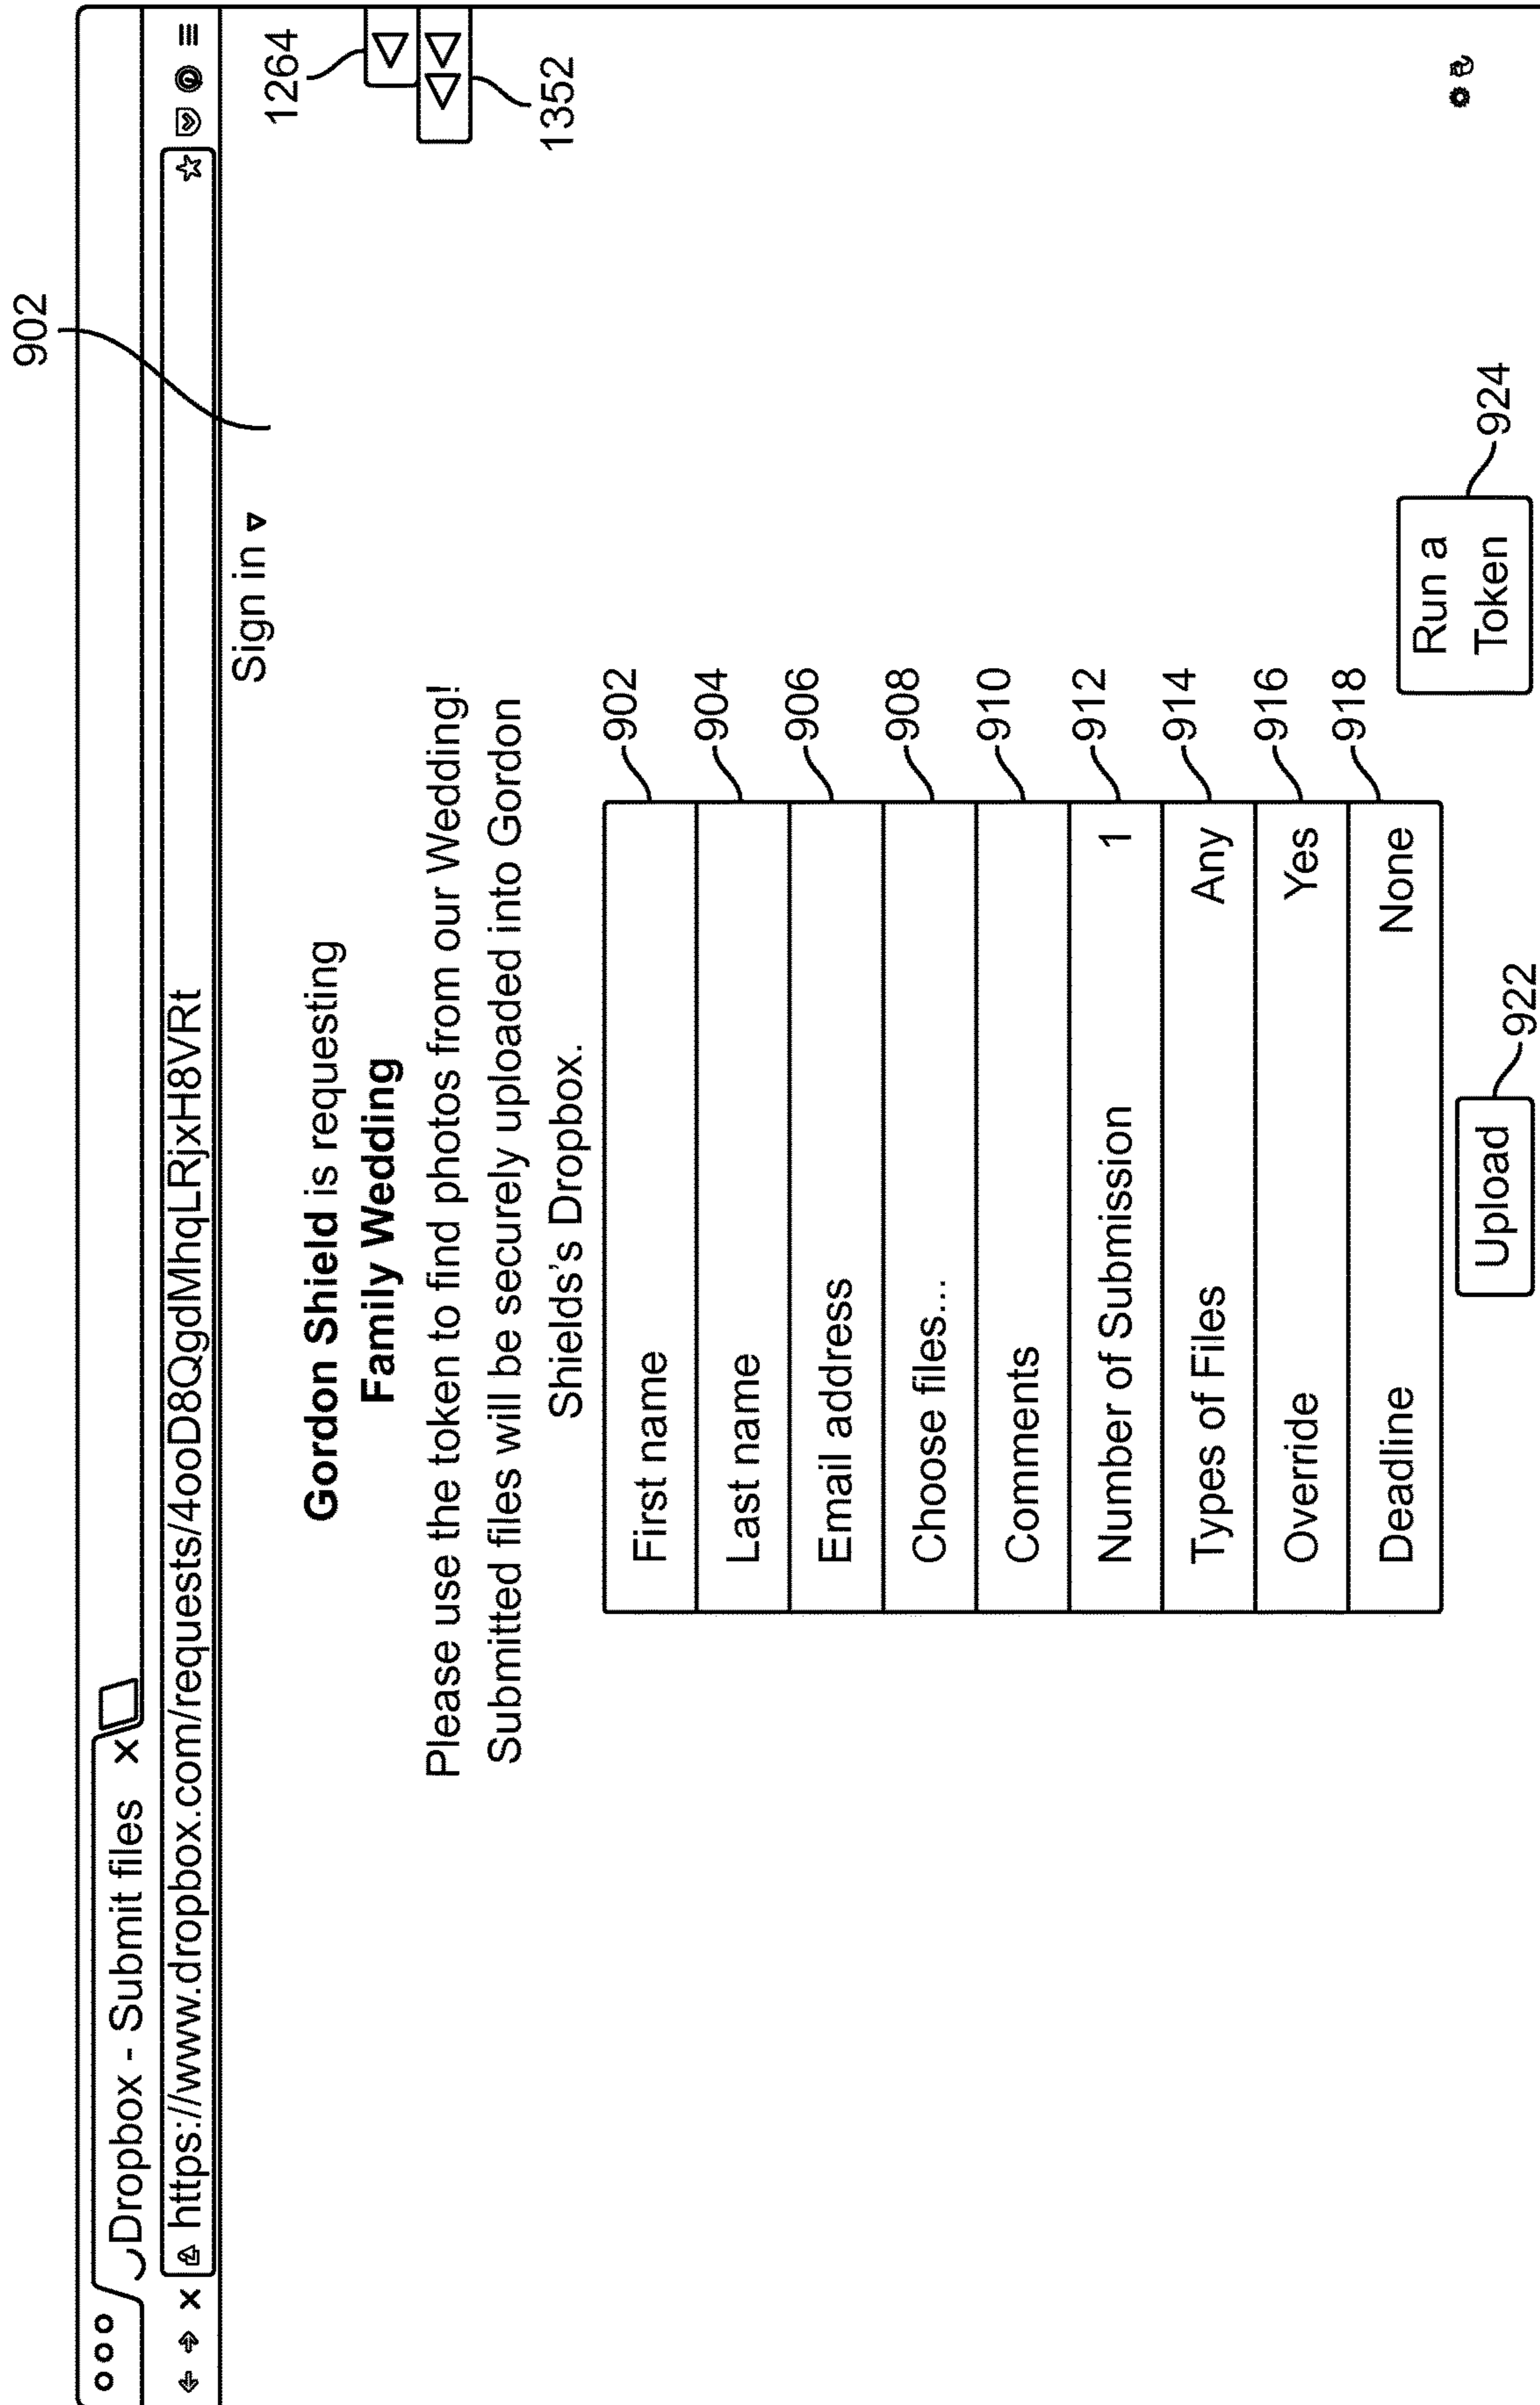 902
Dropbox - Submit files x
https://www.dropbox.com/requests/4ooD8QgdMhqLRjxH8VRt
Sign in
1264
1352
Gordon Shield is requesting
Family Wedding
Please use the token to find photos from our Wedding!
Submitted files will be securely uploaded into Gordon
Shields's Dropbox.
First name 902
Last name 904
Email address 906
Choose files... 908
Comments 910
Number of Submission 1 912
Types of Files Any 914
Override Yes 916
Deadline None 918
Upload 922
Run a
Token
924